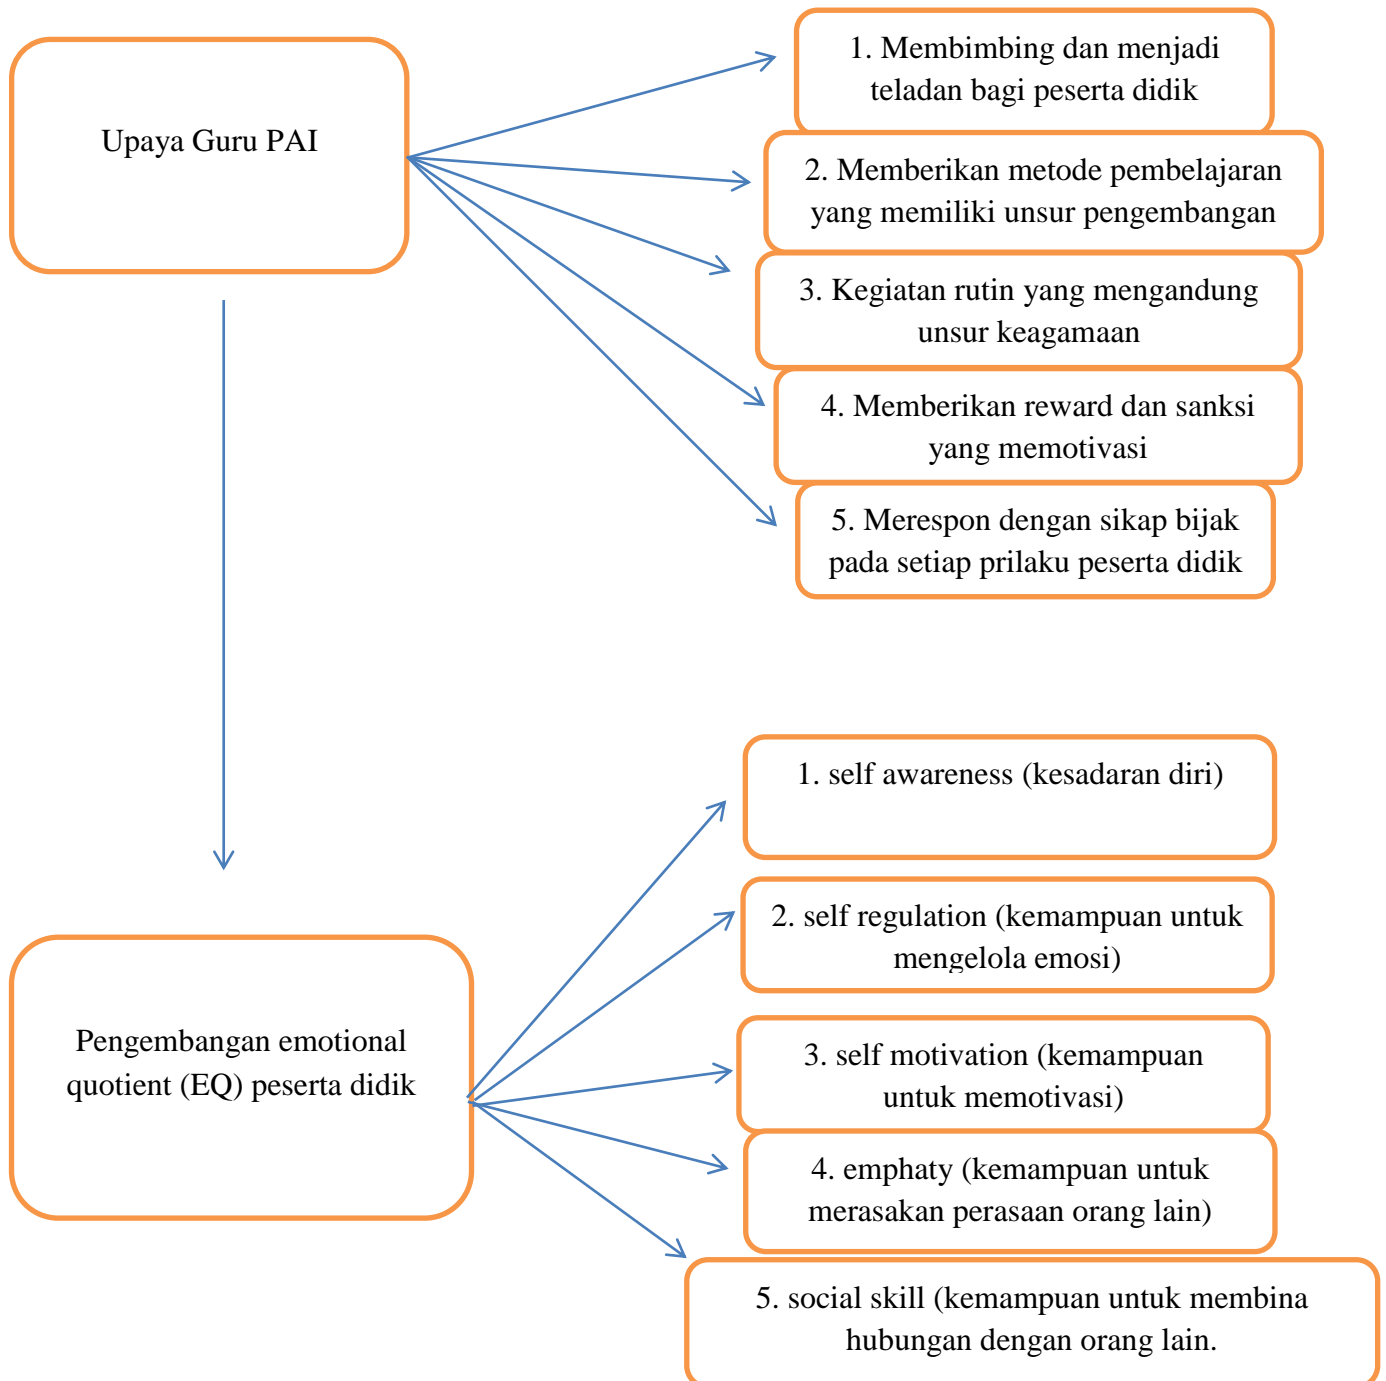 Upaya Guru PAI
1. Membimbing dan menjadi
teladan bagi peserta didik
2. Memberikan metode pembelajaran
yang memiliki unsur pengembangan
3. Kegiatan rutin yang mengandung
unsur keagamaan
4. Memberikan reward dan sanksi
yang memotivasi
5. Merespon dengan sikap bijak
pada setiap prilaku peserta didik
Pengembangan emotional
quotient (EQ) peserta didik
1. self awareness (kesadaran diri)
2. self regulation (kemampuan untuk
mengelola emosi)
3. self motivation (kemampuan
untuk memotivasi)
4. emphaty (kemampuan untuk
merasakan perasaan orang lain)
5. social skill (kemampuan untuk membina
hubungan dengan orang lain.